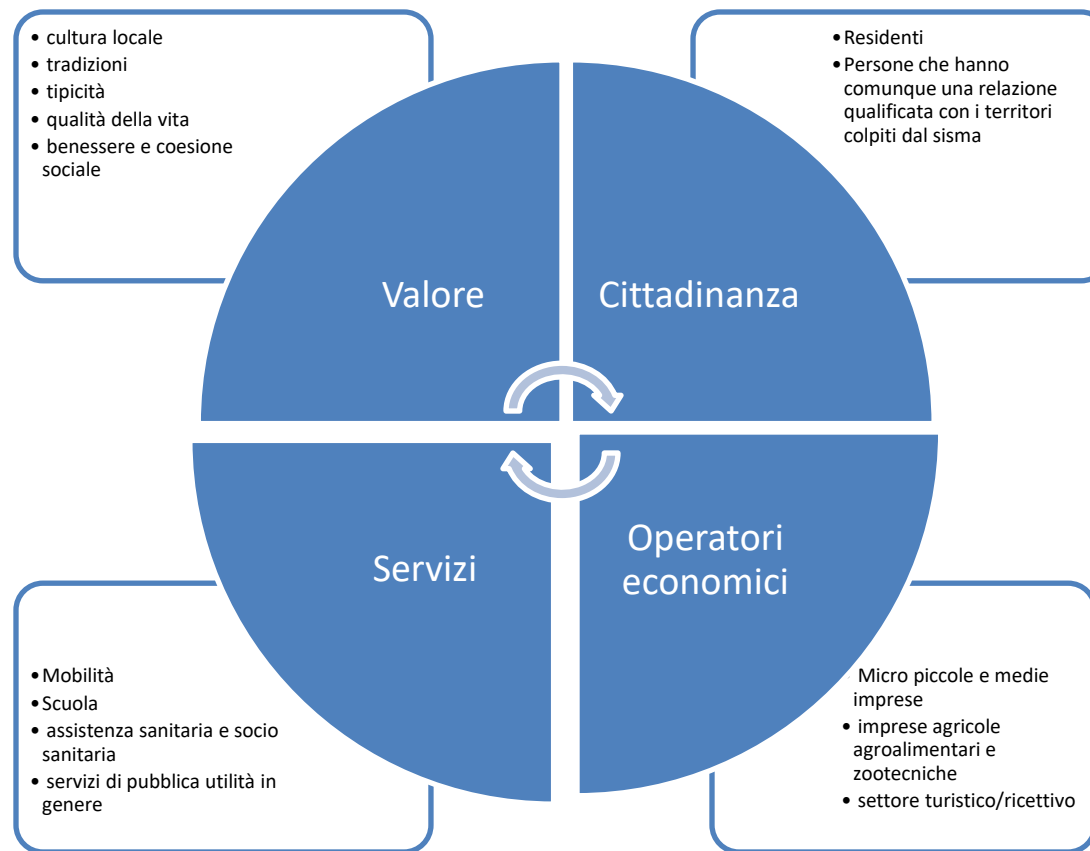 • cultura locale
• tradizioni
• tipicità
• qualità della vita
• benessere e coesione
sociale
• Residenti
• Persone che hanno
comunque una relazione
qualificata con i territori
colpiti dal sisma
Valore
Cittadinanza
Servizi
Operatori
economici
• Mobilità
• Scuola
• assistenza sanitaria e socio
sanitaria
• servizi di pubblica utilità in
genere
Micro piccole e medie
imprese
• imprese agricole
agroalimentari e
zootecniche
• settore turistico/ricettivo